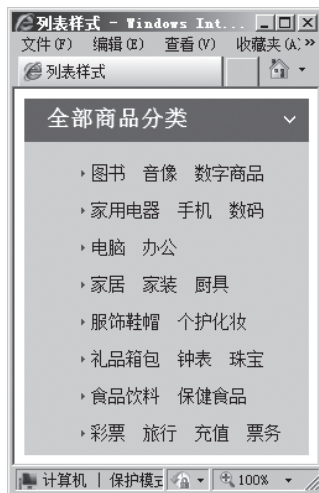 列表样式 - Windows Int...
文件(F) 编辑(E) 查看(V) 收藏夹(A) »
列表样式
全部商品分类
图书 音像 数字商品
家用电器 手机 数码
电脑 办公
家居 家装 厨具
服饰鞋帽 个护化妆
礼品箱包 钟表 珠宝
食品饮料 保健食品
彩票 旅行 充值 票务
计算机 | 保护模式 100%